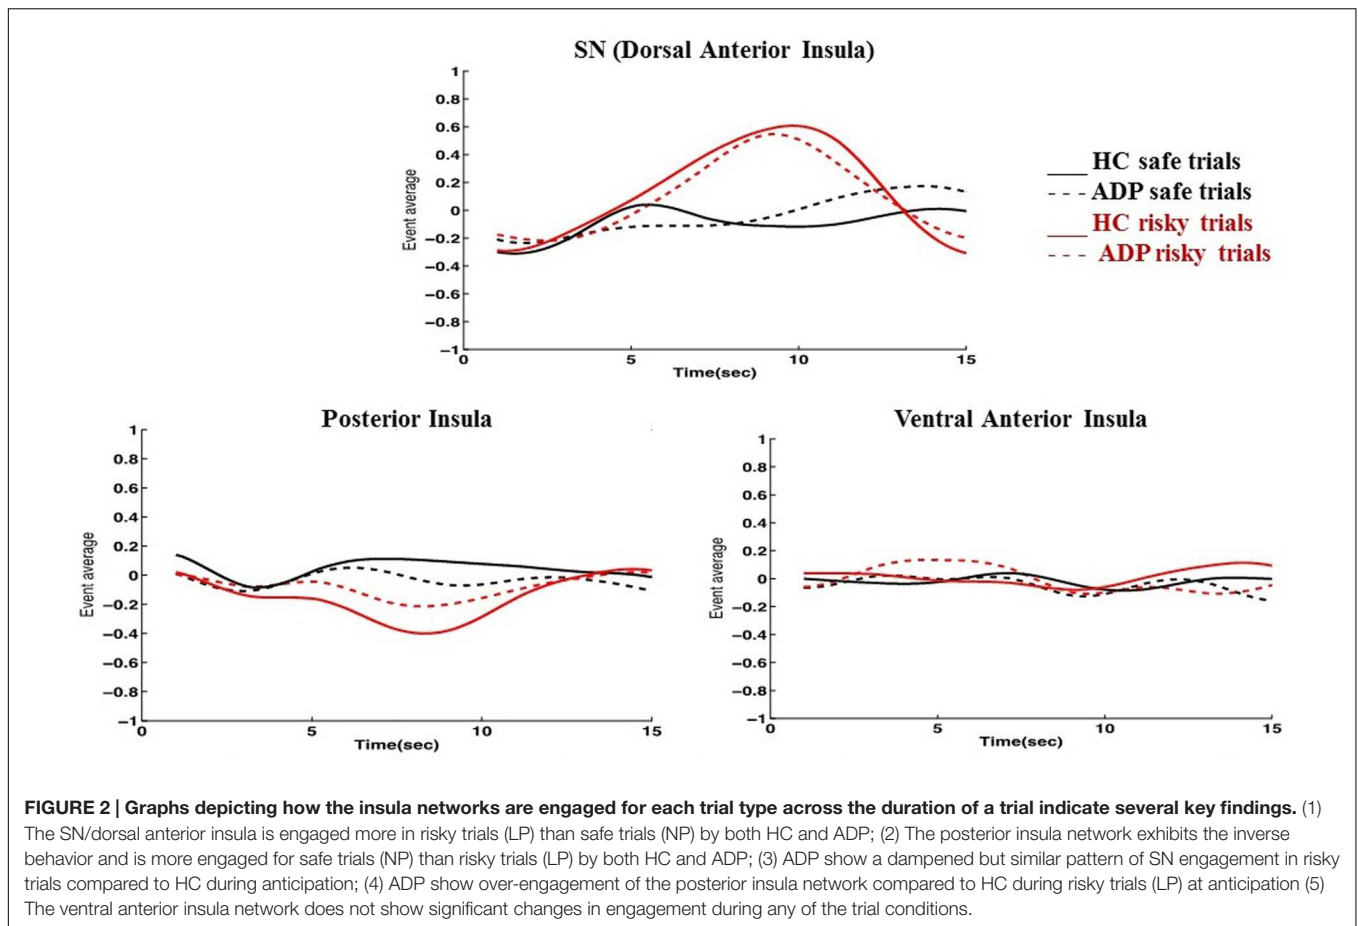 SN (Dorsal Anterior Insula)
1
0.8
0.6
0.4
0.2
0
−0.2
−0.4
−0.6
−0.8
−1
Event average
0
5
10
15
Time(sec)
HC safe trials
ADP safe trials
HC risky trials
ADP risky trials
Posterior Insula
1
0.8
0.6
0.4
0.2
0
−0.2
−0.4
−0.6
−0.8
−1
Event average
0
5
10
15
Time(sec)
Ventral Anterior Insula
1
0.8
0.6
0.4
0.2
0
−0.2
−0.4
−0.6
−0.8
−1
Event average
0
5
10
15
Time(sec)
FIGURE 2 | Graphs depicting how the insula networks are engaged for each trial type across the duration of a trial indicate several key findings. (1)
The SN/dorsal anterior insula is engaged more in risky trials (LP) than safe trials (NP) by both HC and ADP; (2) The posterior insula network exhibits the inverse
behavior and is more engaged for safe trials (NP) than risky trials (LP) by both HC and ADP; (3) ADP show a dampened but similar pattern of SN engagement in risky
trials compared to HC during anticipation; (4) ADP show over-engagement of the posterior insula network compared to HC during risky trials (LP) at anticipation (5)
The ventral anterior insula network does not show significant changes in engagement during any of the trial conditions.